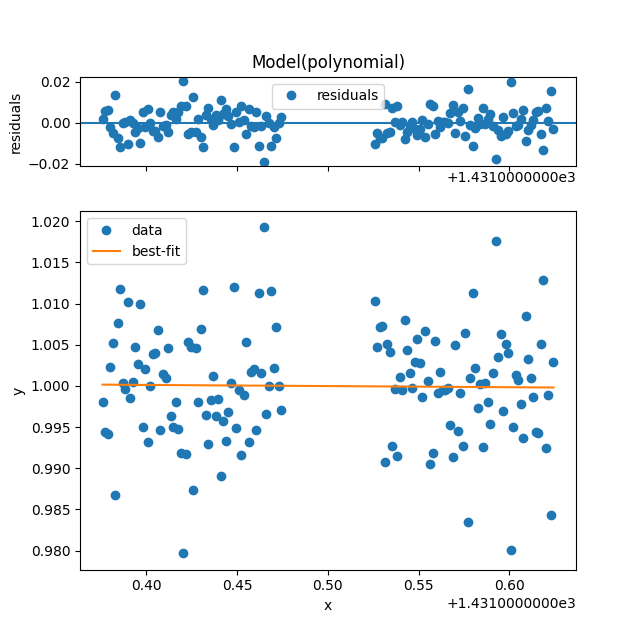 Model(polynomial)
0.02
0.00
−0.02
residuals
residuals
+1.4310000000e3
1.020
1.015
1.010
1.005
1.000
0.995
0.990
0.985
0.980
y
data
best-fit
0.40 0.45 0.50 0.55 0.60
x
+1.4310000000e3